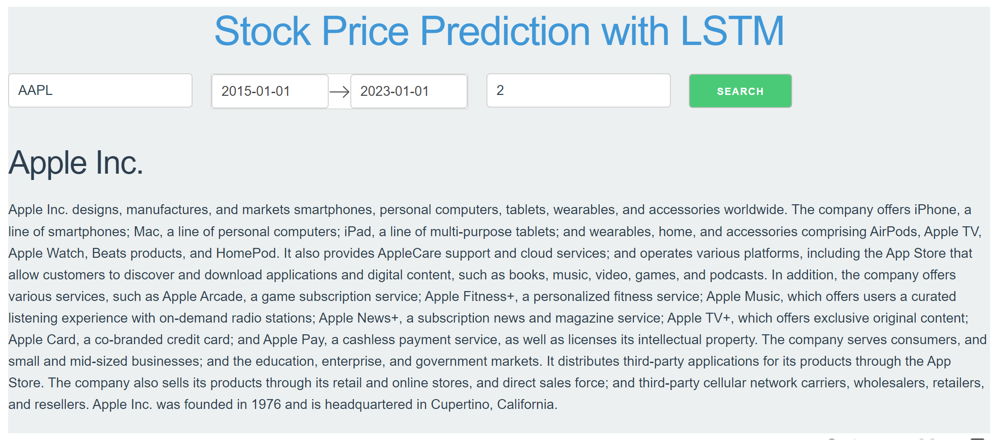 Stock Price Prediction with LSTM
AAPL
2015-01-01 → 2023-01-01
2
SEARCH
Apple Inc.
Apple Inc. designs, manufactures, and markets smartphones, personal computers, tablets, wearables, and accessories worldwide. The company offers iPhone, a
line of smartphones; Mac, a line of personal computers; iPad, a line of multi-purpose tablets; and wearables, home, and accessories comprising AirPods, Apple TV,
Apple Watch, Beats products, and HomePod. It also provides AppleCare support and cloud services; and operates various platforms, including the App Store that
allow customers to discover and download applications and digital content, such as books, music, video, games, and podcasts. In addition, the company offers
various services, such as Apple Arcade, a game subscription service; Apple Fitness+, a personalized fitness service; Apple Music, which offers users a curated
listening experience with on-demand radio stations; Apple News+, a subscription news and magazine service; Apple TV+, which offers exclusive original content;
Apple Card, a co-branded credit card; and Apple Pay, a cashless payment service, as well as licenses its intellectual property. The company serves consumers, and
small and mid-sized businesses; and the education, enterprise, and government markets. It distributes third-party applications for its products through the App
Store. The company also sells its products through its retail and online stores, and direct sales force; and third-party cellular network carriers, wholesalers, retailers,
and resellers. Apple Inc. was founded in 1976 and is headquartered in Cupertino, California.